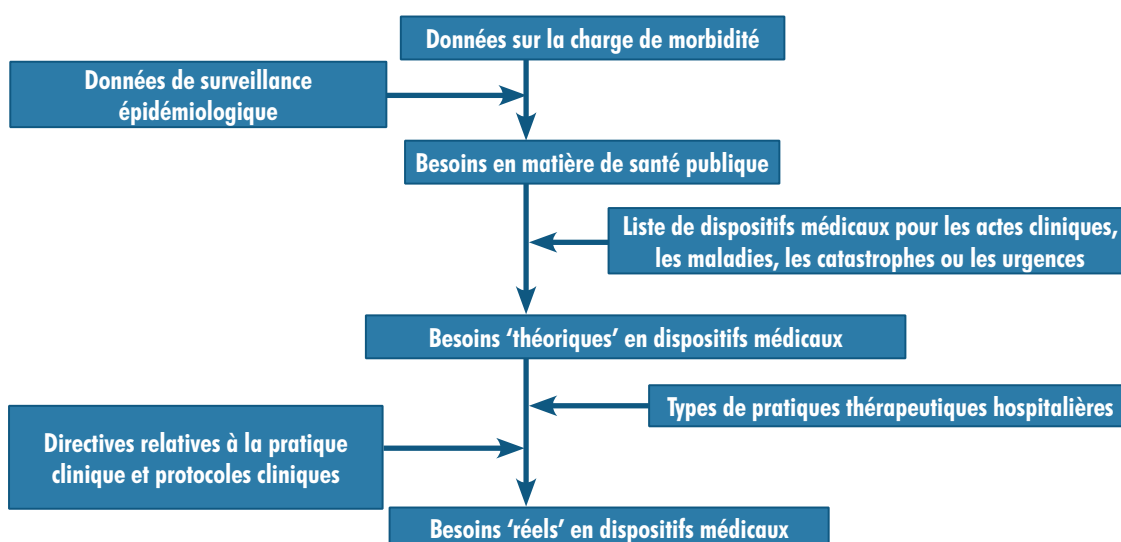 Données sur la charge de morbidité
Données de surveillance
épidémiologique
Besoins en matière de santé publique
Liste de dispositifs médicaux pour les actes cliniques,
les maladies, les catastrophes ou les urgences
Besoins ‘théoriques’ en dispositifs médicaux
Types de pratiques thérapeutiques hospitalières
Directives relatives à la pratique
clinique et protocoles cliniques
Besoins ‘réels’ en dispositifs médicaux